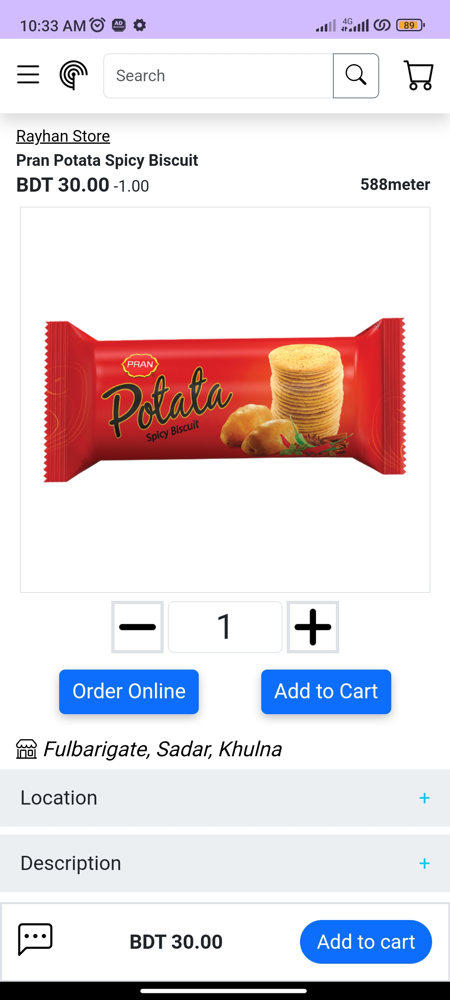 10:33 AM AD BLOCKER 4G 89
Search
Rayhan Store
Pran Potata Spicy Biscuit
BDT 30.00 -1.00 588meter
PRAN
Potata
Spicy Biscuit
1
Order Online Add to Cart
Fulbarigate, Sadar, Khulna
Location +
Description +
BDT 30.00 Add to cart